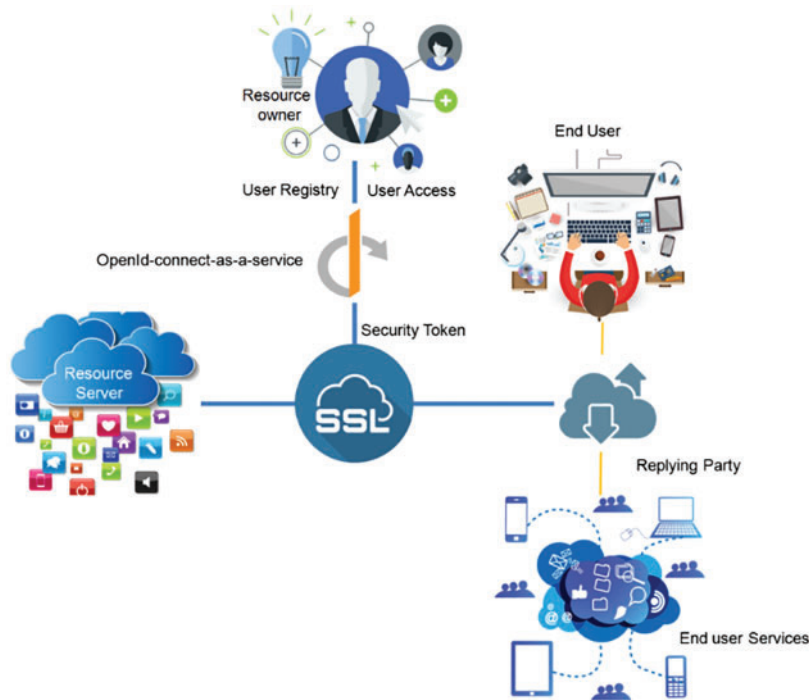 Resource
owner
End User
User Registry
User Access
OpenId-connect-as-a-service
Security Token
Resource
Server
SSL
Replying Party
End user Services